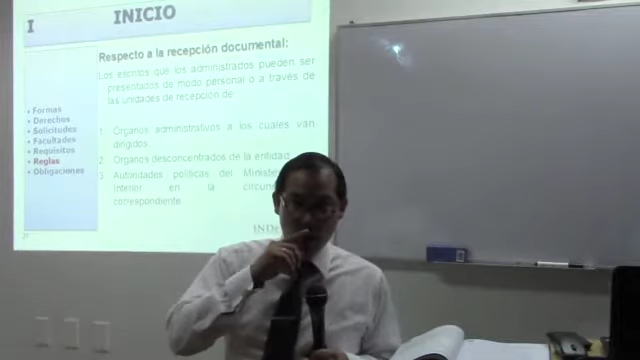 I INICIO
Respecto a la recepción documental:
Los escritos que los administrados pueden ser
presentados de modo personal o a través de
las unidades de recepción de:
• Formas
• Derechos
• Solicitudes
• Facultades
• Requisitos
• Reglas
• Obligaciones
1 Órganos administrativos a los cuales van
dirigidos.
2 Órganos desconcentrados de la entidad.
3 Autoridades políticas del
Interior en la
correspondiente.